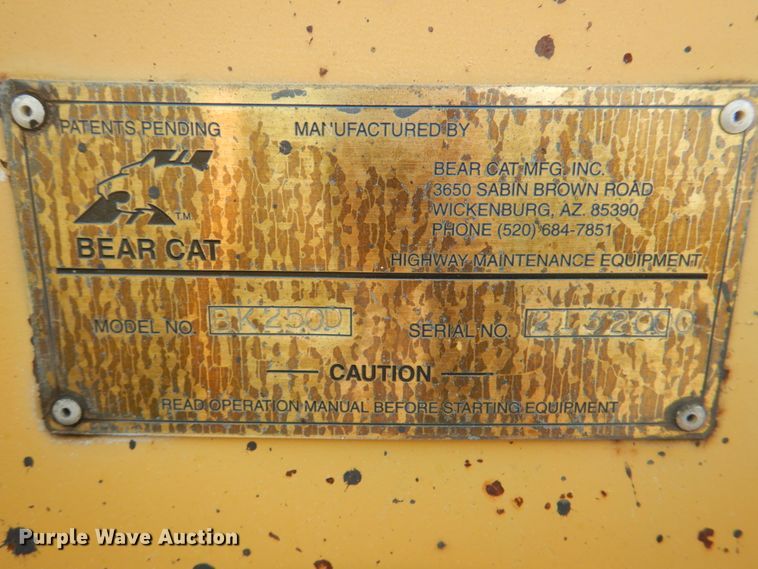 PATENTS PENDING
MANUFACTURED BY
T.M.
BEAR CAT
BEAR CAT MFG, INC.
3650 SABIN BROWN ROAD
WICKENBURG, AZ. 85390
PHONE (520) 684-7851
HIGHWAY MAINTENANCE EQUIPMENT
MODEL NO. BK250D
SERIAL NO.
CAUTION
READ OPERATION MANUAL BEFORE STARTING EQUIPMENT
Purple Wave Auction